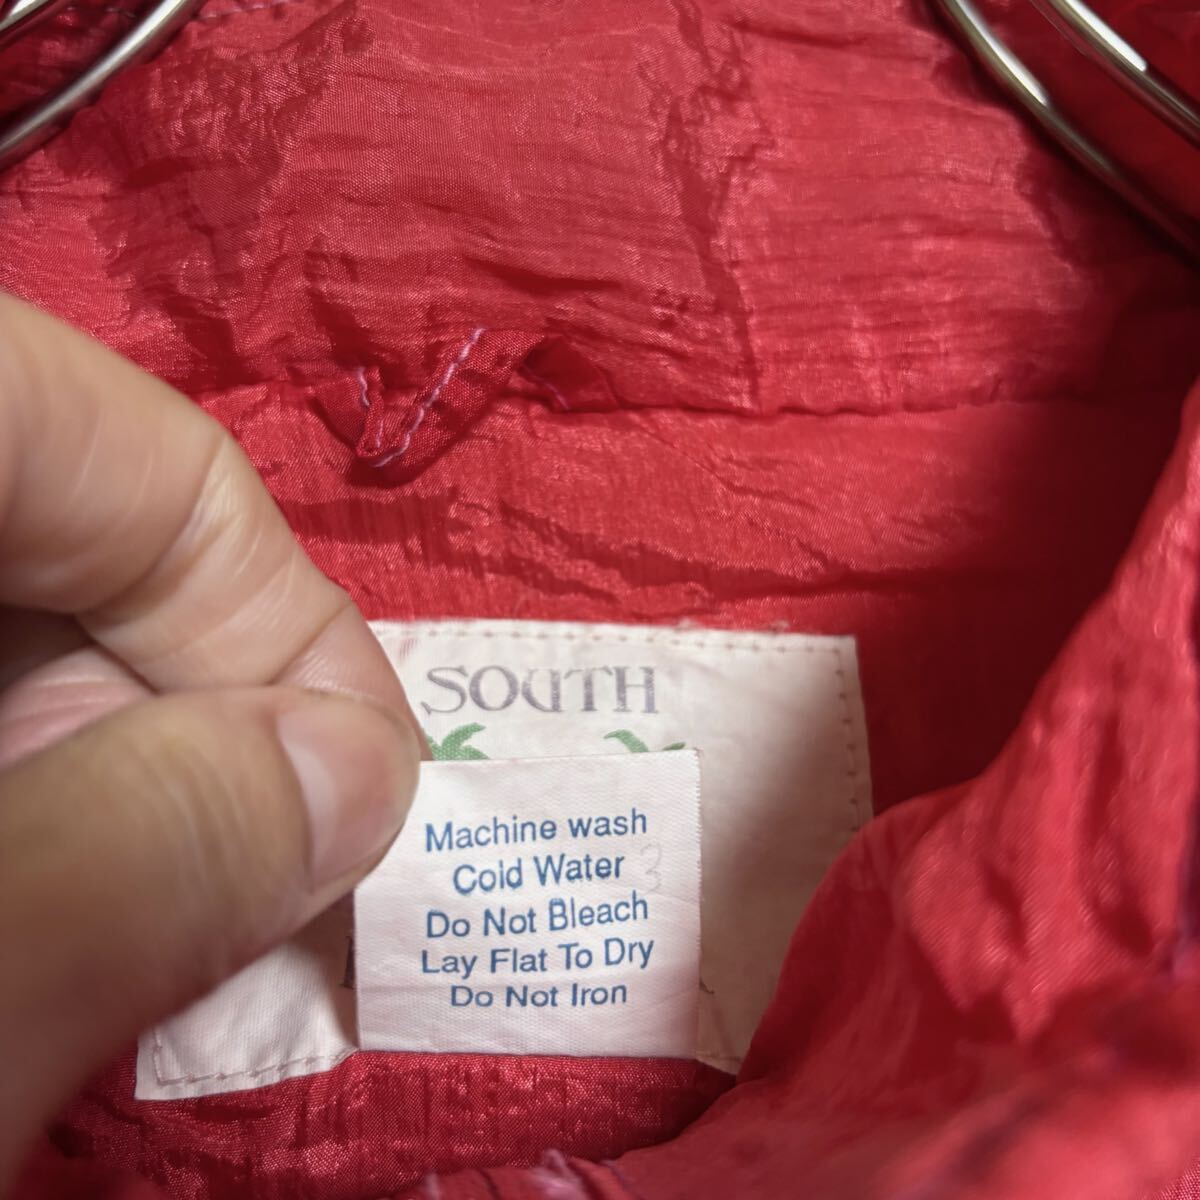 SOUTH
Machine wash
Cold Water
Do Not Bleach
Lay Flat To Dry
Do Not Iron